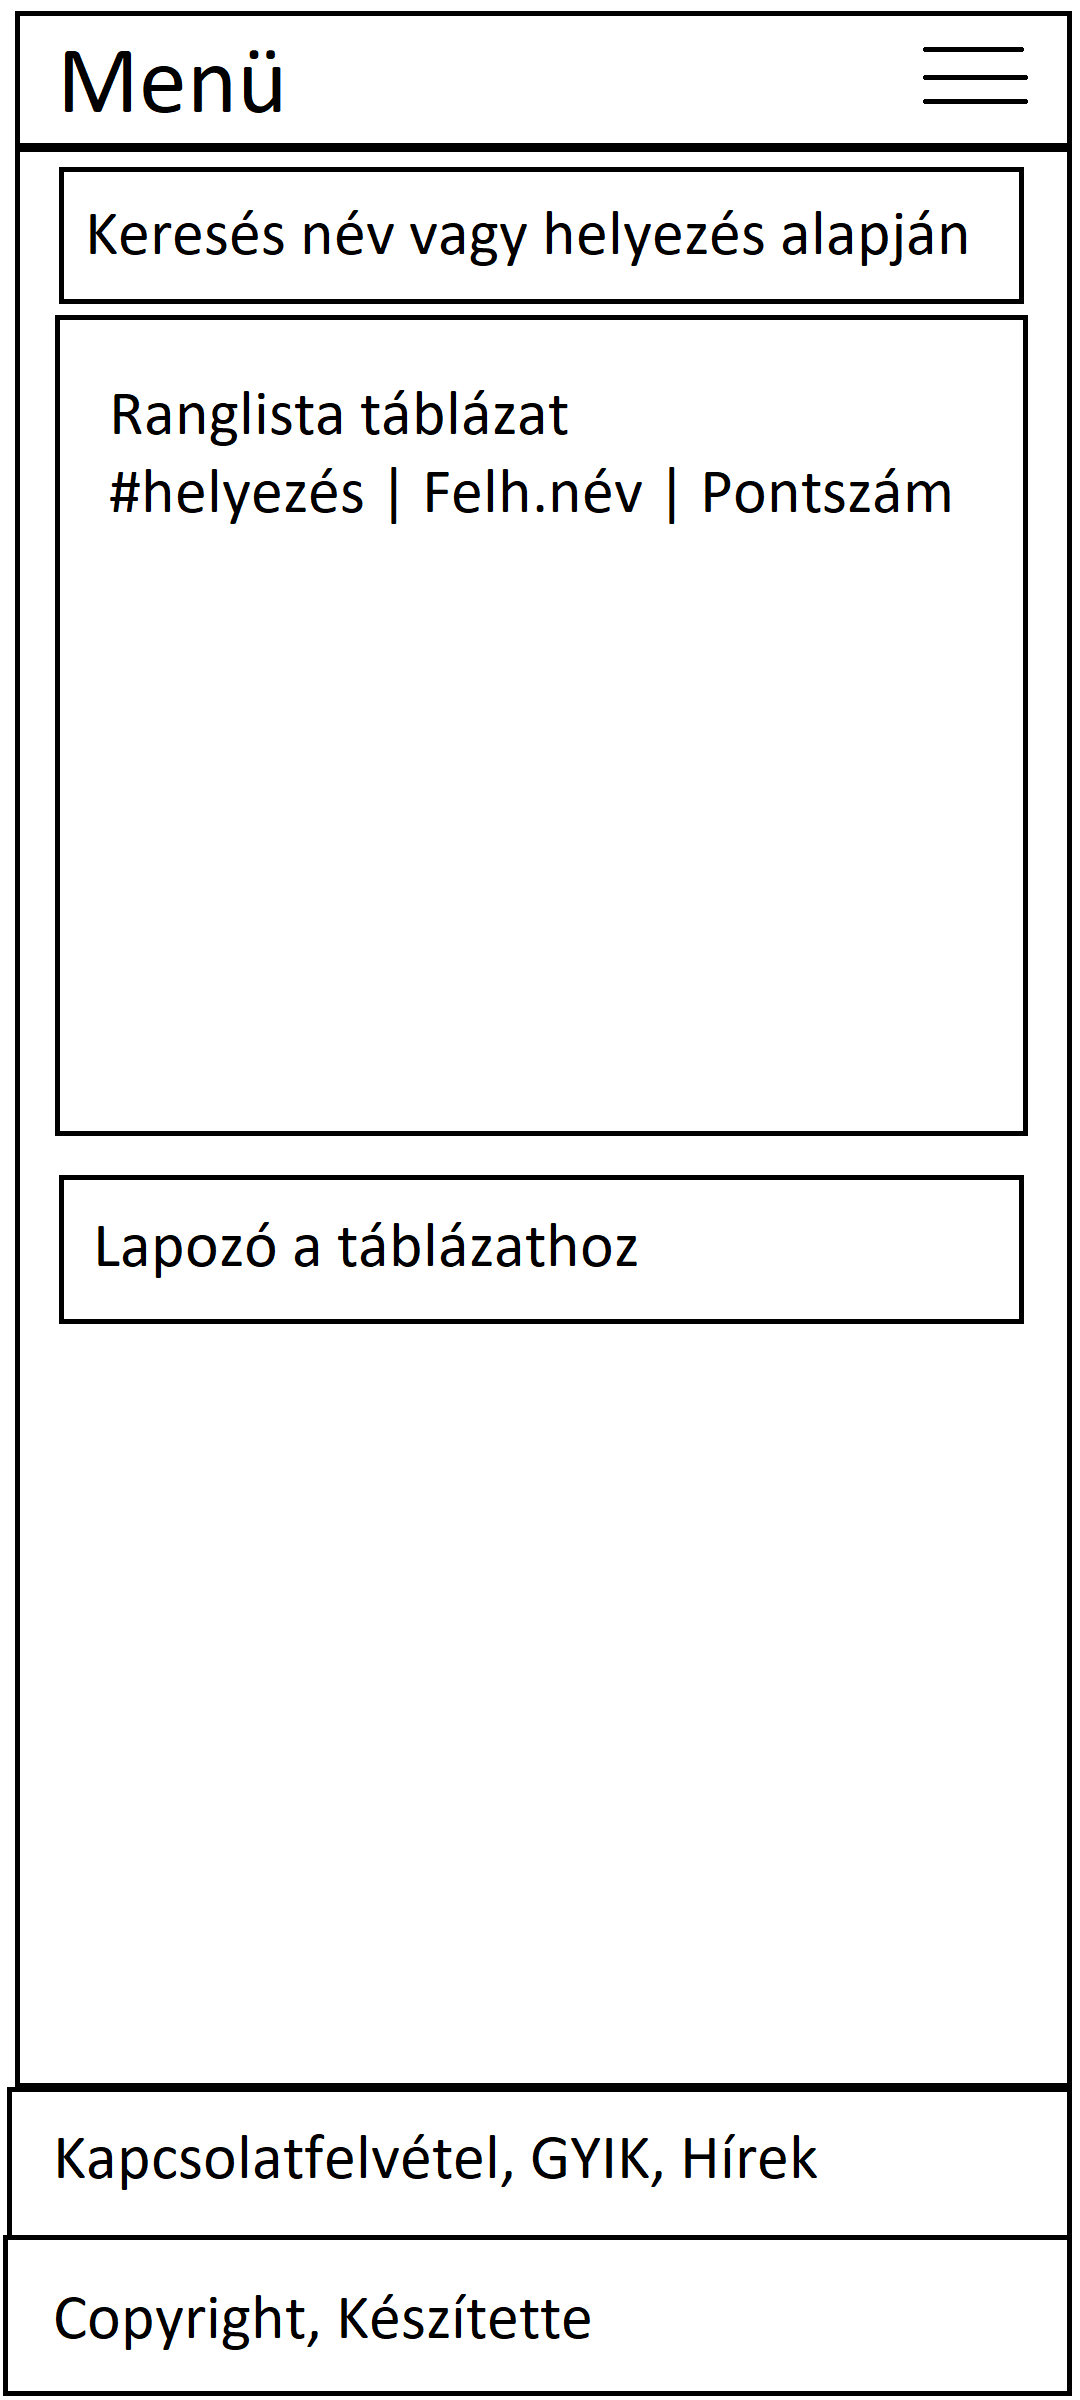 Menü
Keresés név vagy helyezés alapján
Ranglista táblázat
#helyezés | Felh.név | Pontszám
Lapozó a táblázathoz
Kapcsolatfelvétel, GYIK, Hírek
Copyright, Készítette